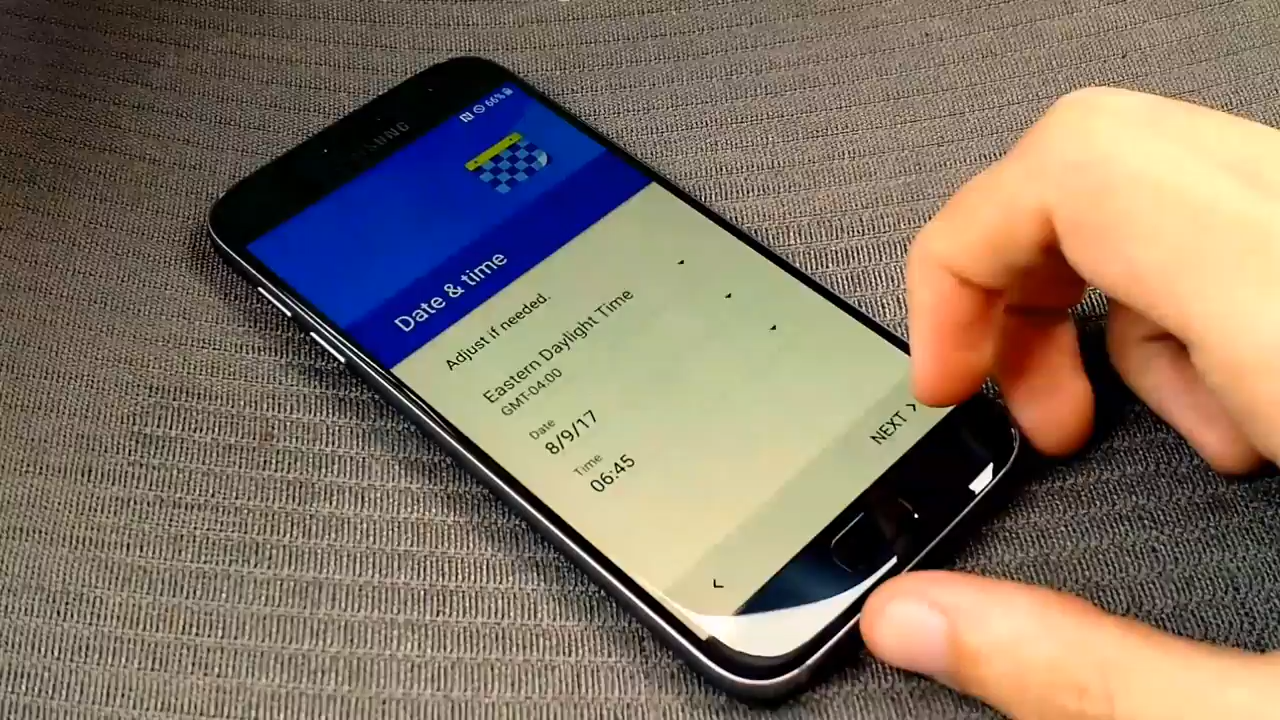 SAMSUNG
66%
Date & time
Adjust if needed.
Eastern Daylight Time
GMT-04:00
Date
8/9/17
Time
06:45
NEXT >
<